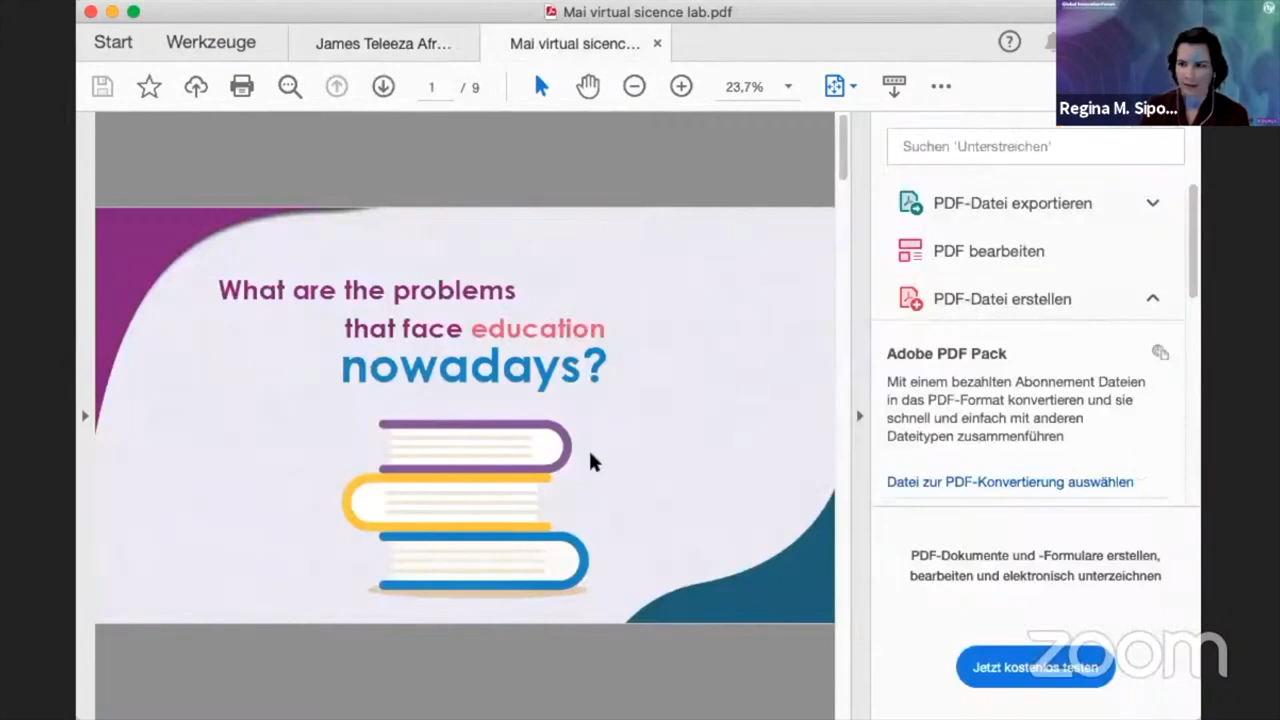 Mai virtual sicence lab.pdf
Start
Werkzeuge
James Teleeza Afr...
Mai virtual sicenc...
1 / 9
23,7%
Regina M. Sipo...
Suchen 'Unterstreichen'
PDF-Datei exportieren
PDF bearbeiten
PDF-Datei erstellen
Adobe PDF Pack
Mit einem bezahlten Abonnement Dateien
in das PDF-Format konvertieren und sie
schnell und einfach mit anderen
Dateitypen zusammenführen
Datei zur PDF-Konvertierung auswählen
PDF-Dokumente und -Formulare erstellen,
bearbeiten und elektronisch unterzeichnen
Jetzt kostenlos testen
What are the problems
that face education
nowadays?
zoom